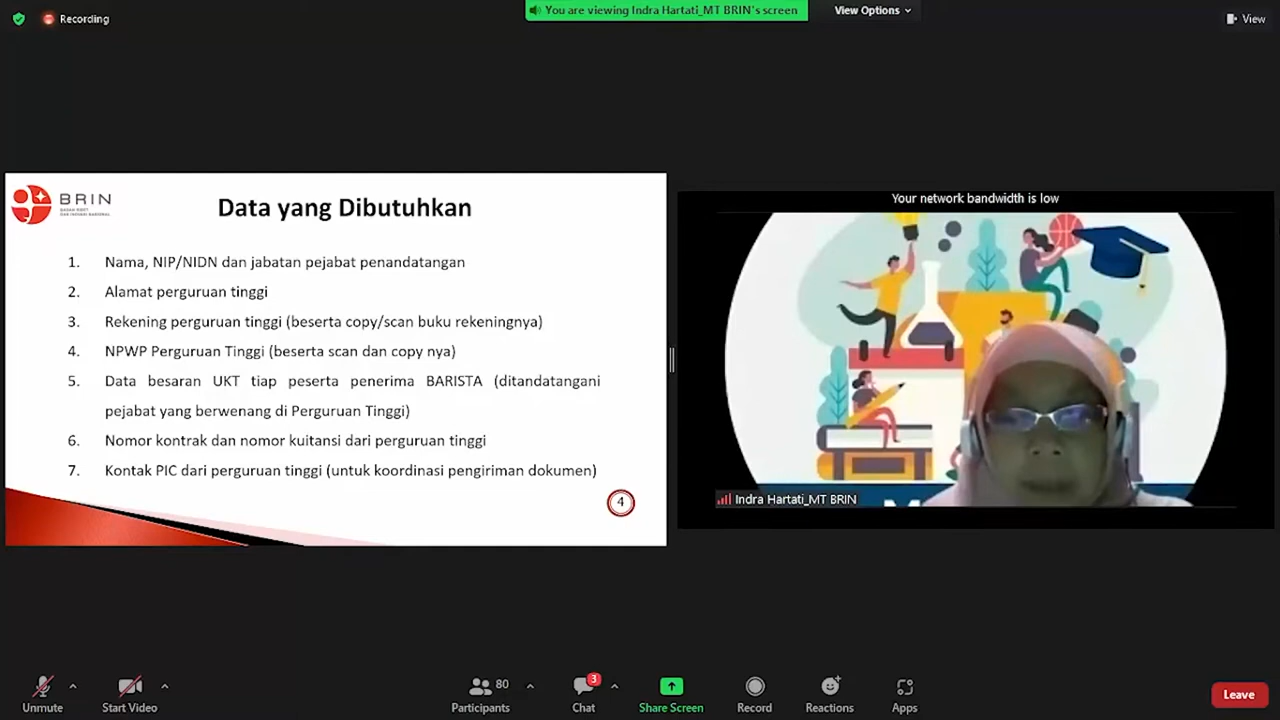 Recording
You are viewing Indra Hartati_MT BRIN's screen
View Options
View
BRIN
Data yang Dibutuhkan
1. Nama, NIP/NIDN dan jabatan pejabat penandatangan
2. Alamat perguruan tinggi
3. Rekening perguruan tinggi (beserta copy/scan buku rekeningnya)
4. NPWP Perguruan Tinggi (beserta scan dan copy nya)
5. Data besaran UKT tiap peserta penerima BARISTA (ditandatangani
pejabat yang berwenang di Perguruan Tinggi)
6. Nomor kontrak dan nomor kuitansi dari perguruan tinggi
7. Kontak PIC dari perguruan tinggi (untuk koordinasi pengiriman dokumen)
4
Your network bandwidth is low
Indra Hartati_MT BRIN
Unmute
Start Video
80
Participants
3
Chat
Share Screen
Record
Reactions
Apps
Leave